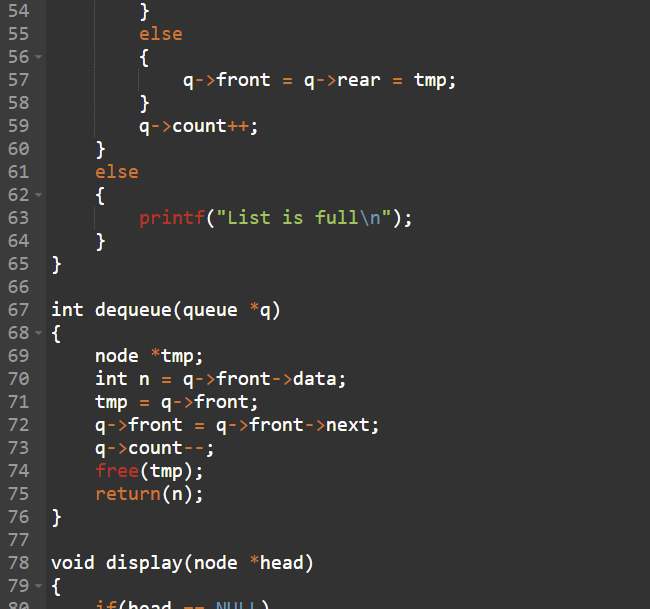 54 }
55 else
56 {
57 q->front = q->rear = tmp;
58 }
59 q->count++;
60 }
61 else
62 {
63 printf("List is full\n");
64 }
65 }
66
67 int dequeue(queue *q)
68 {
69 node *tmp;
70 int n = q->front->data;
71 tmp = q->front;
72 q->front = q->front->next;
73 q->count--;
74 free(tmp);
75 return(n);
76 }
77
78 void display(node *head)
79 {
80 if(head == NULL)